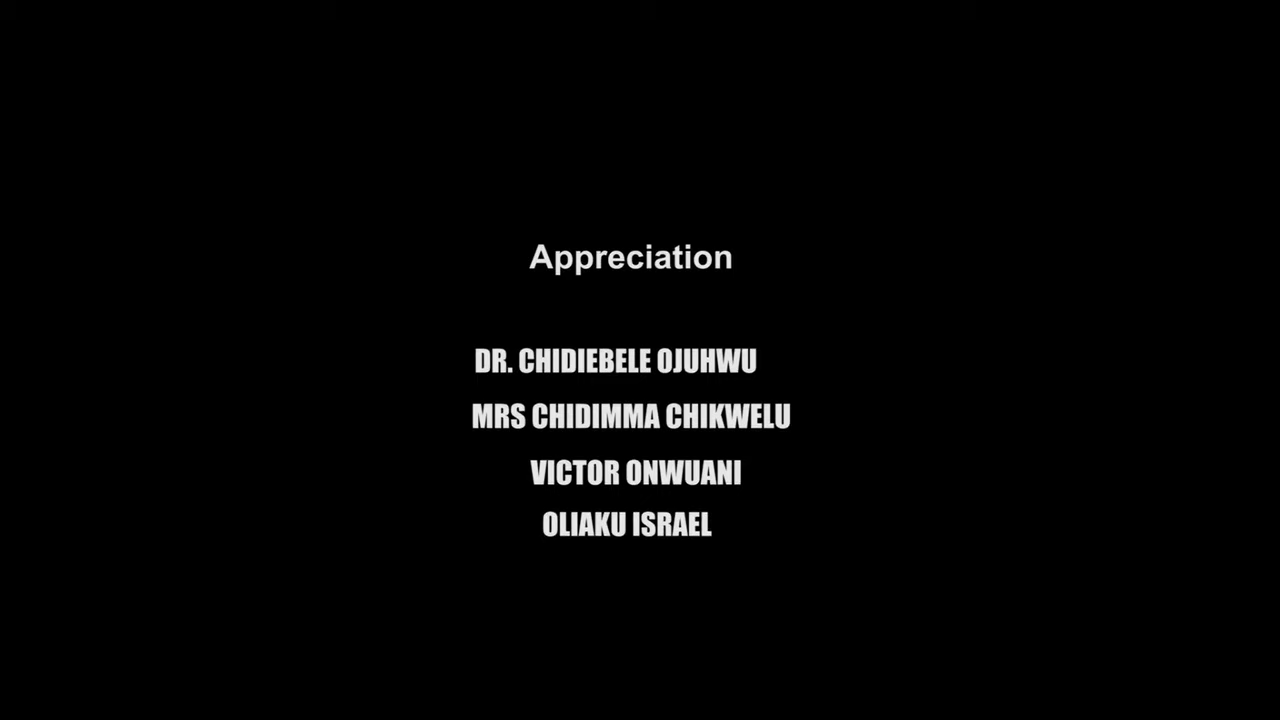 Appreciation
DR. CHIDIEBELE OJUHWU
MRS CHIDIMMA CHIKWELU
VICTOR ONWUANI
OLIAKU ISRAEL